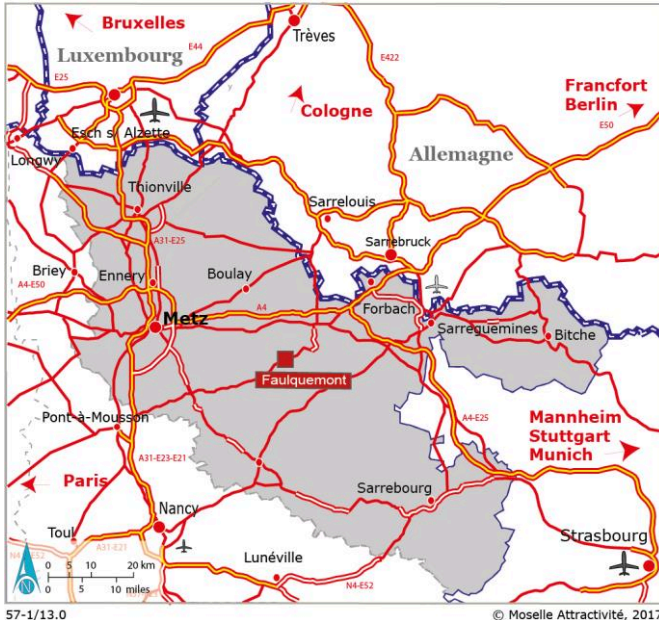 Bruxelles
Trèves
Luxembourg
E44
E422
E25
Francfort
Berlin
Cologne
E50
Esch s/ Alzette
Longwy
Allemagne
Thionville
Sarrelouis
A31-E25
Sarrebruck
Briey
Ennery
Boulay
A4-E50
A4
Forbach
Metz
Sarreguemines
Bitche
Faulquemont
Pont-à-Mousson
A4-E25
Mannheim
Stuttgart
Munich
A31-E23-E21
Paris
Sarrebourg
Nancy
Toul
Strasbourg
A31-E21
Lunéville
0 5 10 20 km
N4-E52
0 5 10 miles
N
57-1/13.0
© Moselle Attractivité, 2017